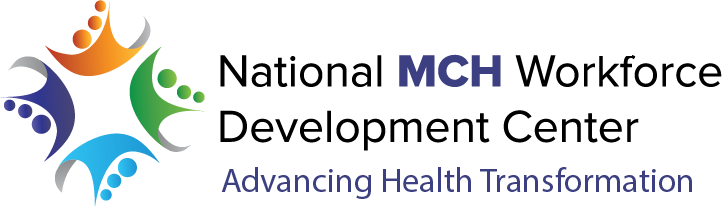 National MCH Workforce
Development Center
Advancing Health Transformation